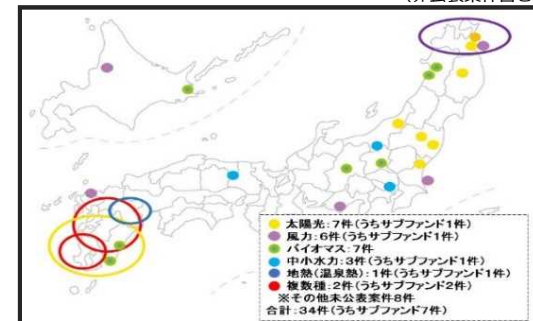 太陽光：7件（うちサブファンド1件）
風力：6件（うちサブファンド1件）
バイオマス：7件
中小水力：3件（うちサブファンド1件）
地熱（温泉熱）：1件（うちサブファンド1件）
複数種：2件（うちサブファンド2件）
※その他未公表案件8件
合計：34件（うちサブファンド7件）